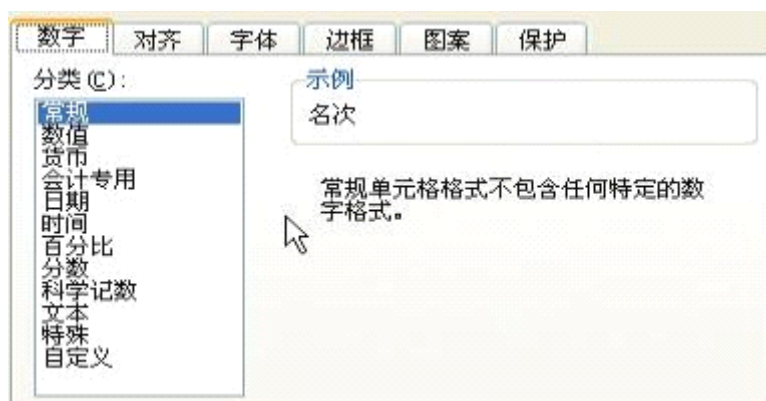 数字 对齐 字体 边框 图案 保护
分类(C):
常规
数值
货币
会计专用
日期
时间
百分比
分数
科学记数
文本
特殊
自定义
示例
名次
常规单元格格式不包含任何特定的数
字格式。